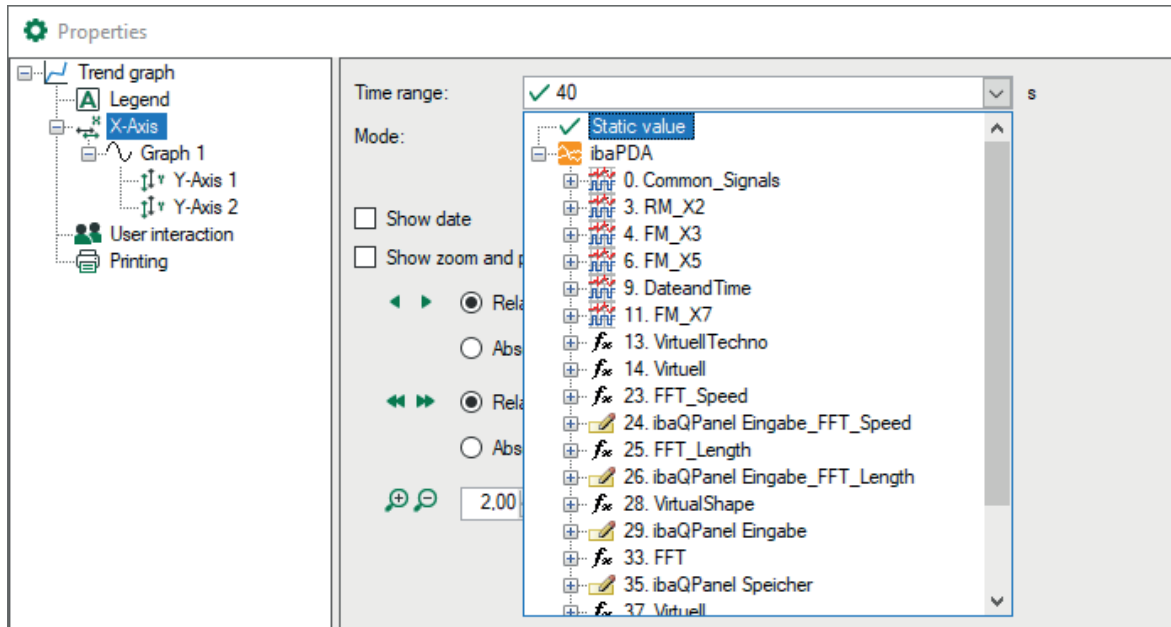 Properties
Trend graph
Legend
X-Axis
Graph 1
Y-Axis 1
Y-Axis 2
User interaction
Printing
Time range:
40
s
Mode:
Static value
ibaPDA
0. Common_Signals
3. RM_X2
4. FM_X3
6. FM_X5
9. DateandTime
11. FM_X7
13. VirtuellTechno
14. Virtuell
23. FFT_Speed
24. ibaQPanel Eingabe_FFT_Speed
25. FFT_Length
26. ibaQPanel Eingabe_FFT_Length
28. VirtualShape
29. ibaQPanel Eingabe
33. FFT
35. ibaQPanel Speicher
37. Virtuell
Show date
Show zoom and
Rela
Abs
Rela
Abs
2,00